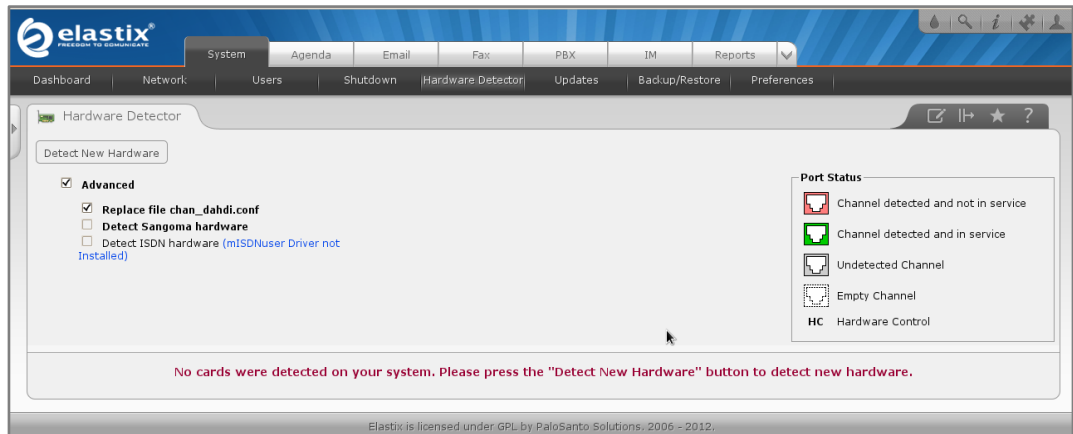 elastix®
FREEDOM TO COMUNICATE
System Agenda Email Fax PBX IM Reports
Dashboard Network Users Shutdown Hardware Detector Updates Backup/Restore Preferences
Hardware Detector
Detect New Hardware
Advanced
Replace file chan_dahdi.conf
Detect Sangoma hardware
Detect ISDN hardware (mISDNuser Driver not
Installed)
Port Status
Channel detected and not in service
Channel detected and in service
Undetected Channel
Empty Channel
HC Hardware Control
No cards were detected on your system. Please press the "Detect New Hardware" button to detect new hardware.
Elastix is licensed under GPL by PaloSanto Solutions. 2006 - 2012.